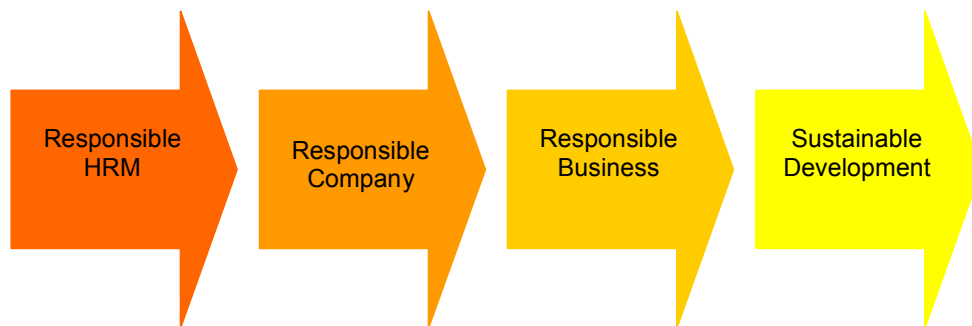 Responsible
HRM
Responsible
Company
Responsible
Business
Sustainable
Development